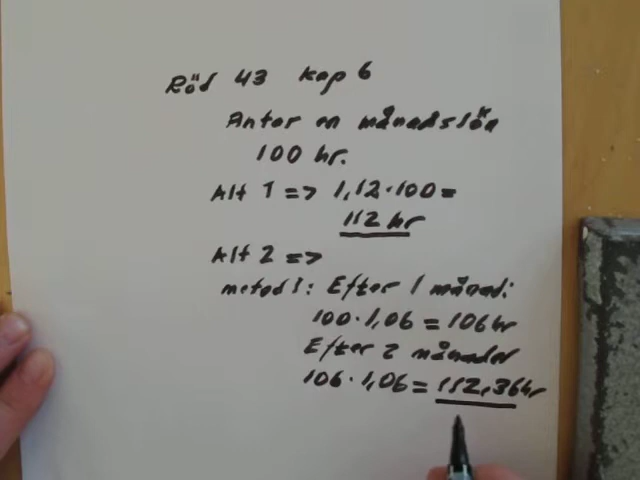 Röd 43 kap 6
Antar en månadslön
100 kr.
Alt 1 => 1,12·100=
112 kr
Alt 2 =>
metod 1: Efter 1 månad:
100·1,06 = 106 kr
Efter 2 månader
106·1,06 = 112,36 kr